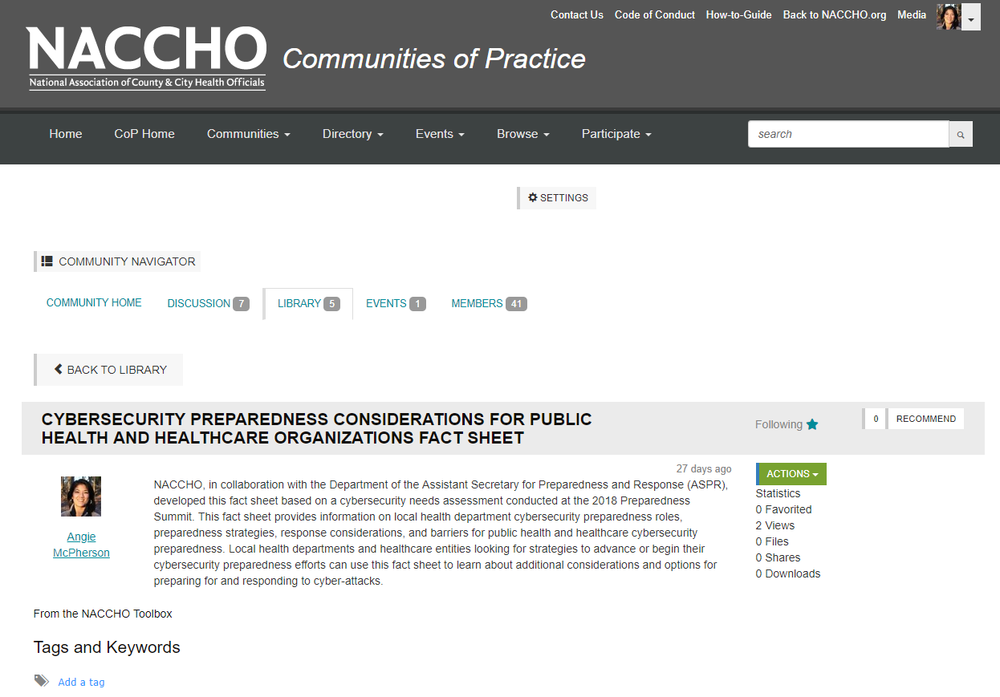 Contact Us Code of Conduct How-to-Guide Back to NACCHO.org Media
NACCHO
National Association of County & City Health Officials
Communities of Practice
Home CoP Home Communities Directory Events Browse Participate search
SETTINGS
COMMUNITY NAVIGATOR
COMMUNITY HOME DISCUSSION 7 LIBRARY 5 EVENTS 1 MEMBERS 41
BACK TO LIBRARY
CYBERSECURITY PREPAREDNESS CONSIDERATIONS FOR PUBLIC
HEALTH AND HEALTHCARE ORGANIZATIONS FACT SHEET
Following
0 RECOMMEND
Angie
McPherson
27 days ago
NACCHO, in collaboration with the Department of the Assistant Secretary for Preparedness and Response (ASPR),
developed this fact sheet based on a cybersecurity needs assessment conducted at the 2018 Preparedness
Summit. This fact sheet provides information on local health department cybersecurity preparedness roles,
preparedness strategies, response considerations, and barriers for public health and healthcare cybersecurity
preparedness. Local health departments and healthcare entities looking for strategies to advance or begin their
cybersecurity preparedness efforts can use this fact sheet to learn about additional considerations and options for
preparing for and responding to cyber-attacks.
ACTIONS
Statistics
0 Favorited
2 Views
0 Files
0 Shares
0 Downloads
From the NACCHO Toolbox
Tags and Keywords
Add a tag